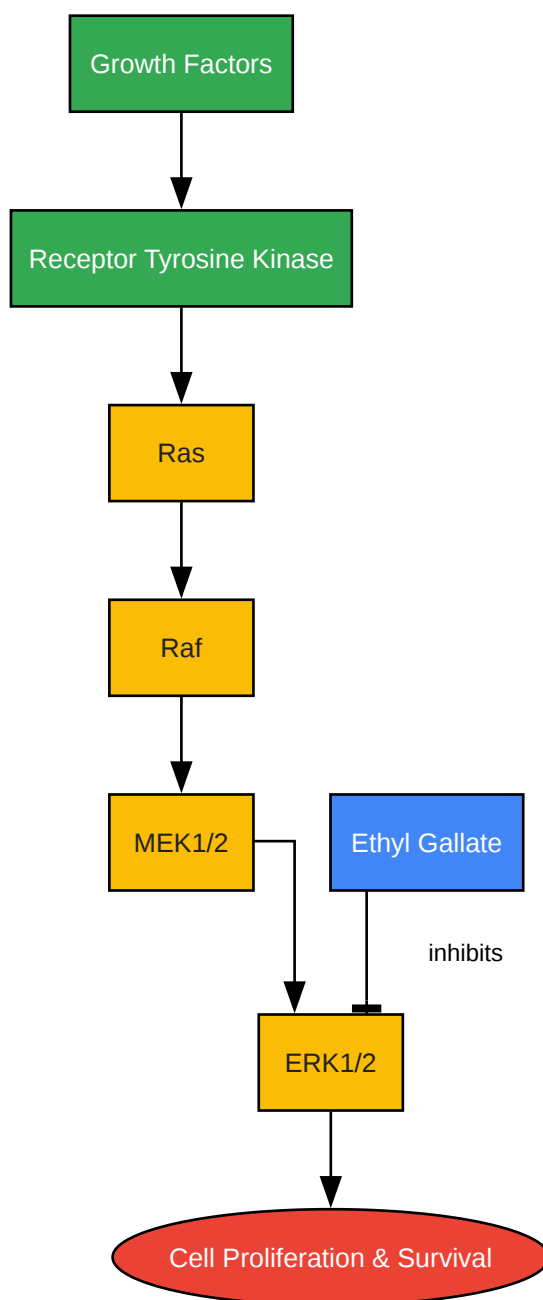 Growth Factors
Receptor Tyrosine Kinase
Ras
Raf
MEK1/2
Ethyl Gallate
inhibits
ERK1/2
Cell Proliferation & Survival